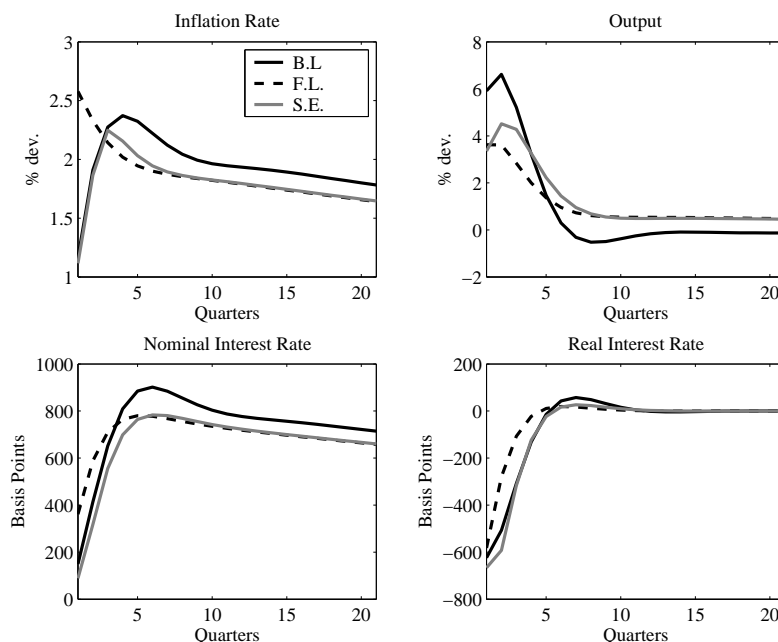 Inflation Rate
3
2.5
2
1.5
1
% dev.
B.L
F.L.
S.E.
5 10 15 20
Quarters
Output
8
6
4
2
0
−2
% dev.
5 10 15 20
Quarters
Nominal Interest Rate
1000
800
600
400
200
0
Basis Points
5 10 15 20
Quarters
Real Interest Rate
200
0
−200
−400
−600
−800
Basis Points
5 10 15 20
Quarters